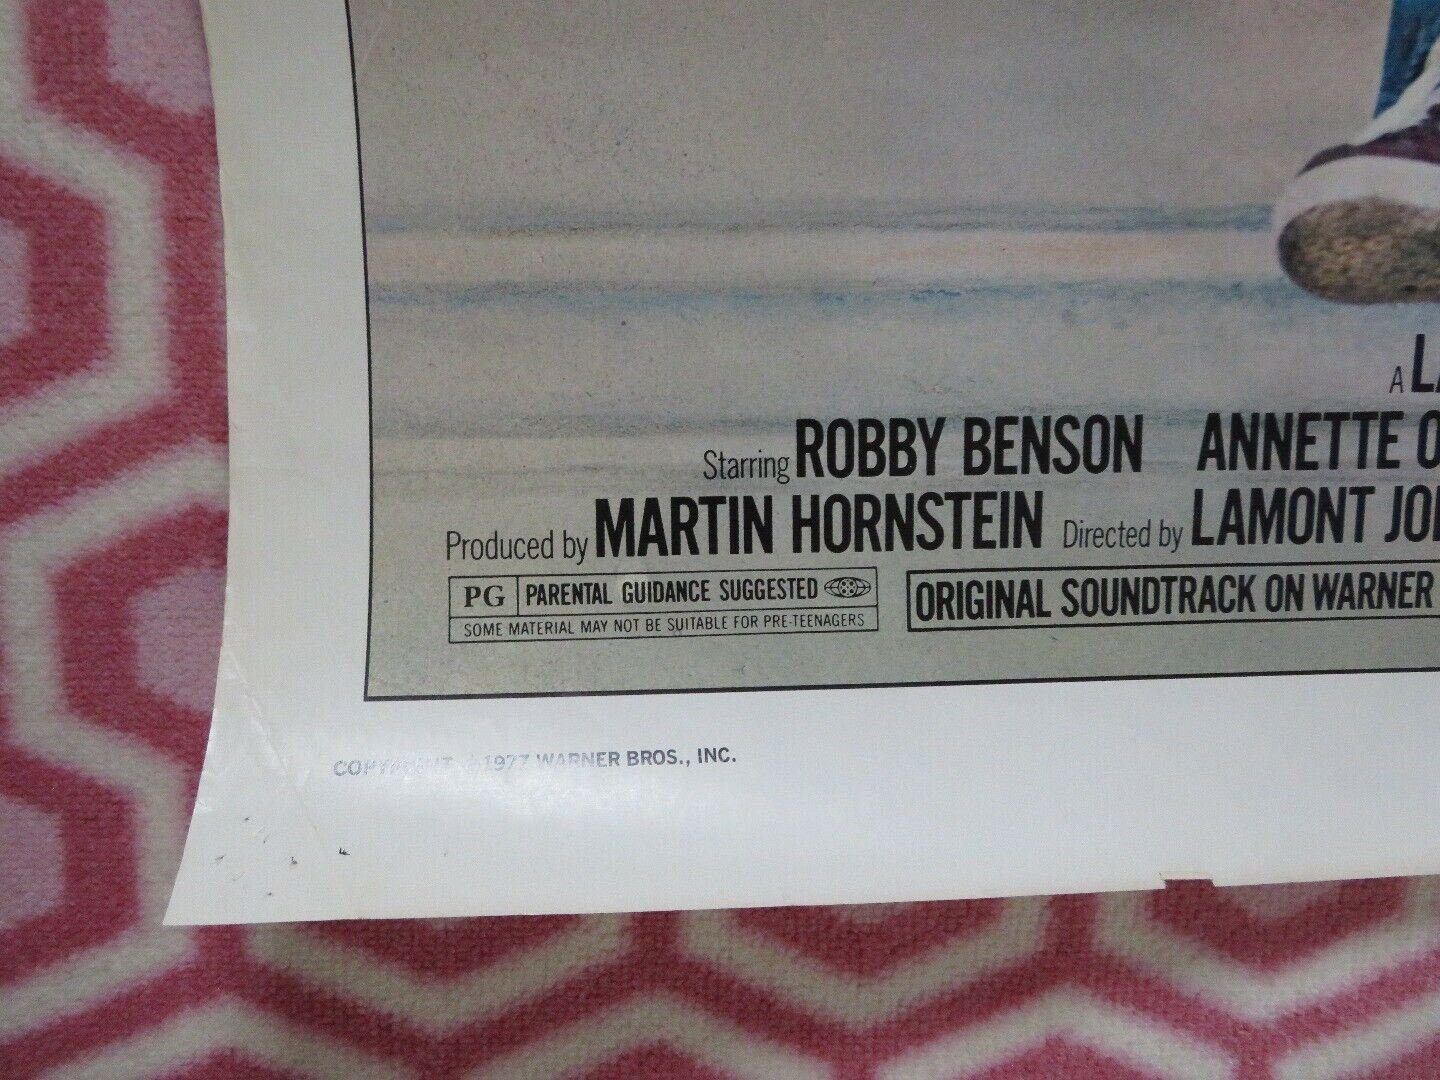 A
Starring ROBBY BENSON ANNETTE
Produced by MARTIN HORNSTEIN Directed by LAMONT
PG PARENTAL GUIDANCE SUGGESTED
SOME MATERIAL MAY NOT BE SUITABLE FOR PRE-TEENAGERS
ORIGINAL SOUNDTRACK ON WARNER
COPYRIGHT ©1977 WARNER BROS., INC.